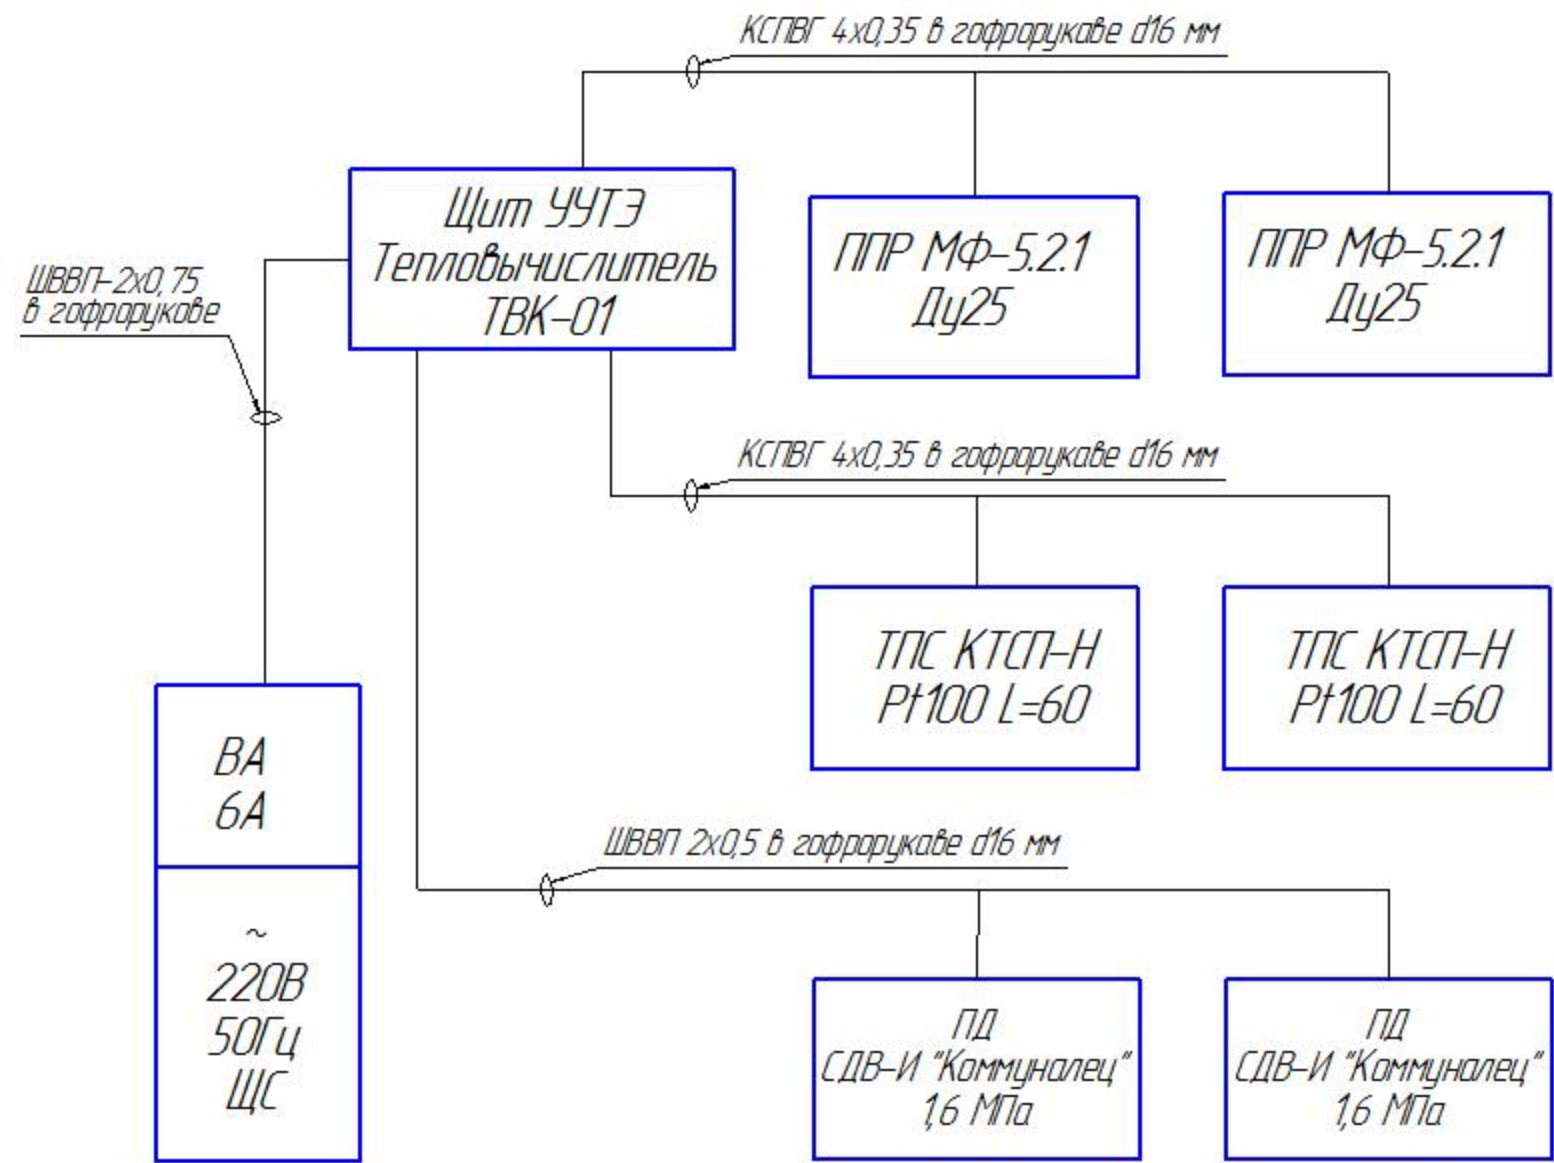 КСПВГ 4х0,35 в гофрорукаве d16 мм
Щит УУТЭ
Тепловычислитель
ТВК-01
ППР МФ-5.2.1
Ду25
ППР МФ-5.2.1
Ду25
ШВВП-2х0,75
в гофрорукаве
КСПВГ 4х0,35 в гофрорукаве d16 мм
ТПС КТСП-Н
Pt100 L=60
ТПС КТСП-Н
Pt100 L=60
ВА
6А
~
220В
50Гц
ЩС
ШВВП 2х0,5 в гофрорукаве d16 мм
ПД
СДВ-И "Коммуналец"
1,6 МПа
ПД
СДВ-И "Коммуналец"
1,6 МПа